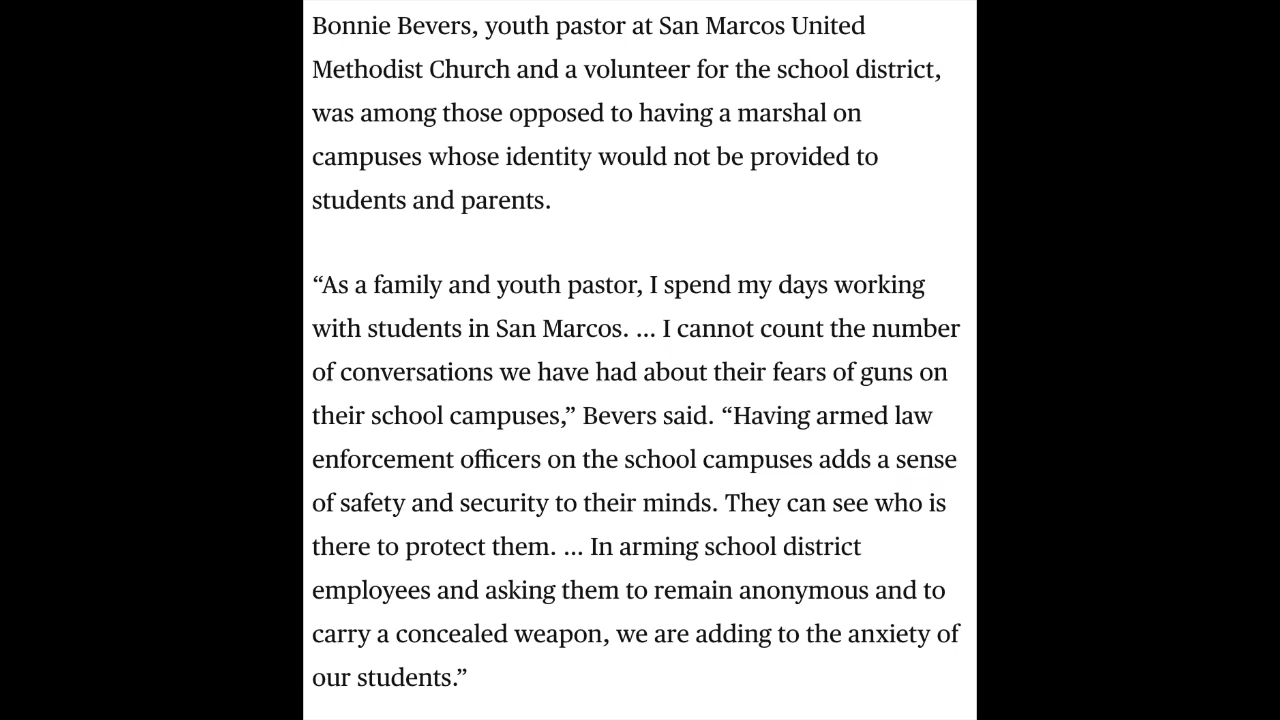 Bonnie Bevers, youth pastor at San Marcos United
Methodist Church and a volunteer for the school district,
was among those opposed to having a marshal on
campuses whose identity would not be provided to
students and parents.
“As a family and youth pastor, I spend my days working
with students in San Marcos. ... I cannot count the number
of conversations we have had about their fears of guns on
their school campuses,” Bevers said. “Having armed law
enforcement officers on the school campuses adds a sense
of safety and security to their minds. They can see who is
there to protect them. ... In arming school district
employees and asking them to remain anonymous and to
carry a concealed weapon, we are adding to the anxiety of
our students.”